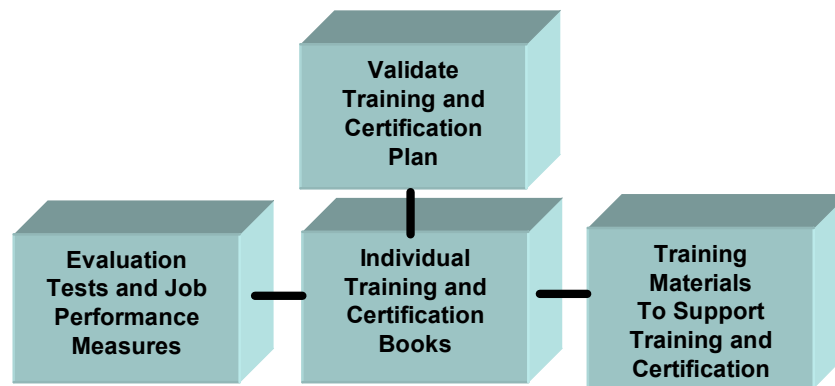 Validate
Training and
Certification
Plan
Evaluation
Tests and Job
Performance
Measures
Individual
Training and
Certification
Books
Training
Materials
To Support
Training and
Certification